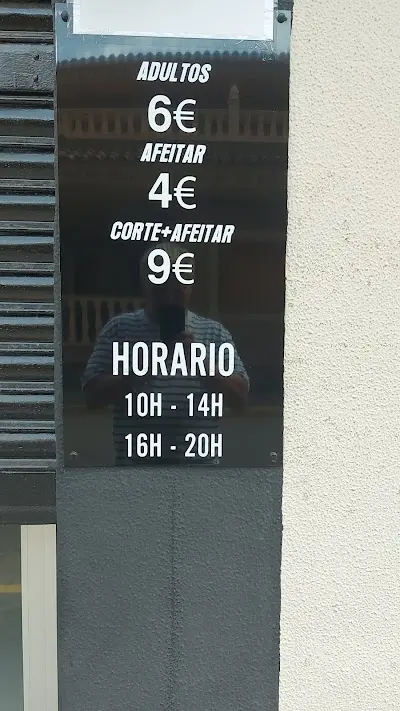 ADULTOS
6€
AFEITAR
4€
CORTE+AFEITAR
9€
HORARIO
10H - 14H
16H - 20H